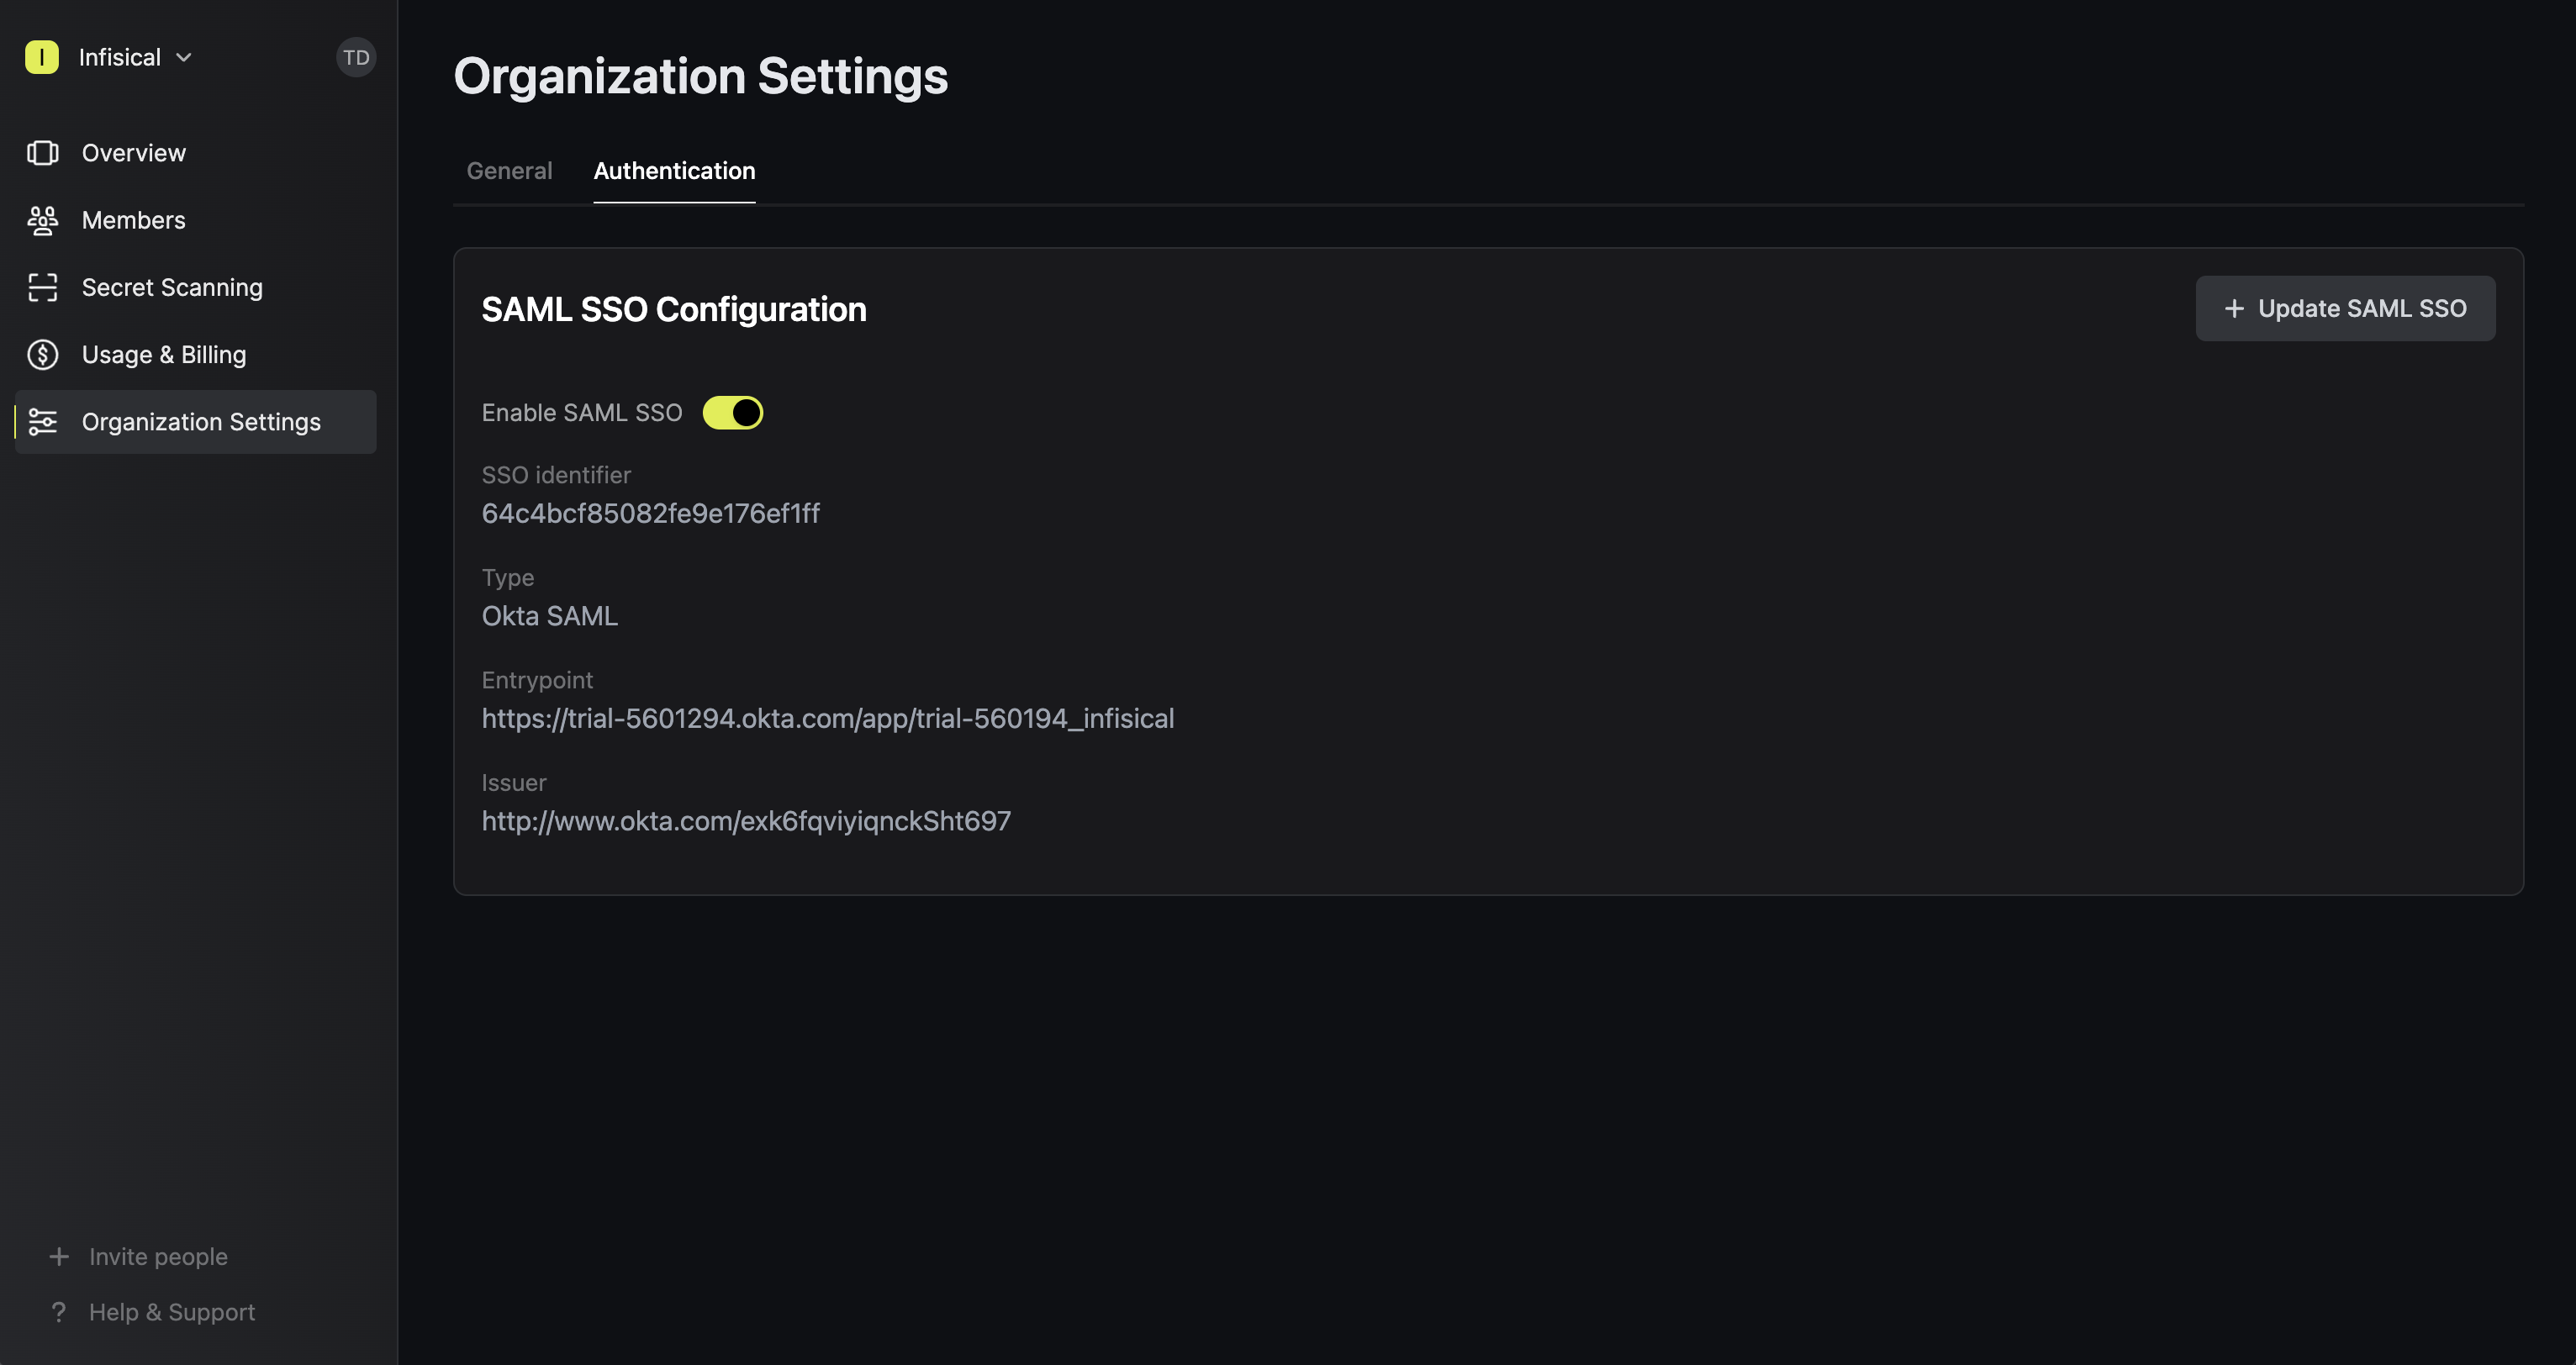 I Infisical TD
Overview
Members
Secret Scanning
Usage & Billing
Organization Settings
Invite people
? Help & Support
Organization Settings
General Authentication
SAML SSO Configuration
+ Update SAML SSO
Enable SAML SSO
SSO identifier
64c4bcf85082fe9e176ef1ff
Type
Okta SAML
Entrypoint
https://trial-5601294.okta.com/app/trial-560194_infisical
Issuer
http://www.okta.com/exk6fqviyiqnckSht697